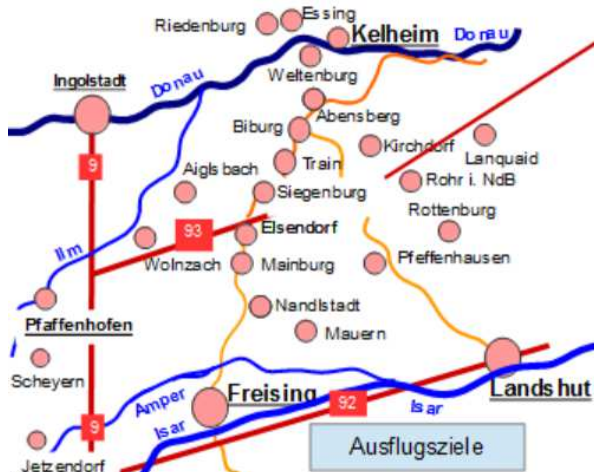 Essing
Riedenburg
Kelheim
Donau
Weltenburg
Ingolstadt
Donau
Abensberg
Biburg
Kirchdorf
Lanquaid
9
Aiglsbach
Train
Siegenburg
Rohr i. NdB
Rottenburg
93
Elsendorf
Ilm
Wolnzach
Mainburg
Pfeffenhausen
Nandlstadt
Pfaffenhofen
Mauern
Scheyern
Amper
Freising
Landshut
92
Isar
9
Isar
Jetzendorf
Ausflugsziele